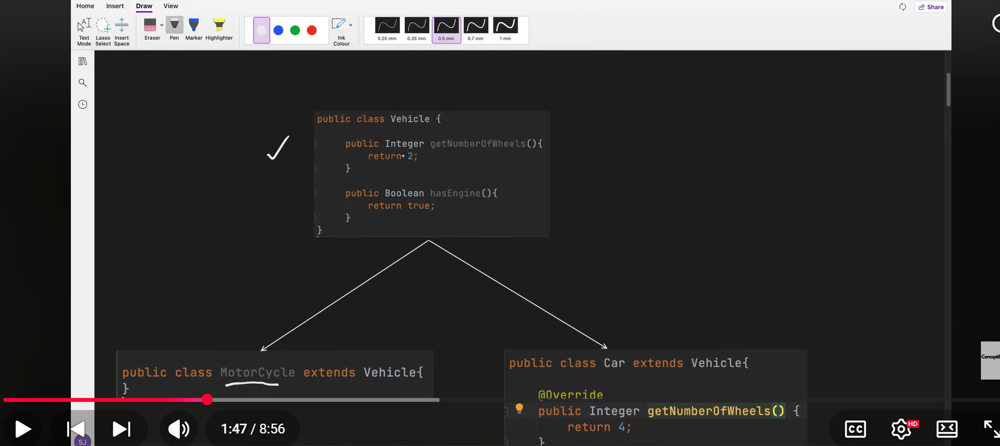 Home Insert Draw View
Share
Text Mode
Lasso Select
Insert Space
Eraser
Pen
Marker
Highlighter
Ink Colour
0.25 mm
0.35 mm
0.5 mm
0.7 mm
1 mm
public class Vehicle {
public Integer getNumberOfWheels(){
return 2;
}
public Boolean hasEngine(){
return true;
}
}
public class MotorCycle extends Vehicle{
}
public class Car extends Vehicle{
@Override
public Integer getNumberOfWheels() {
return 4;
}
1:47 / 8:56
CC
HD
SJ